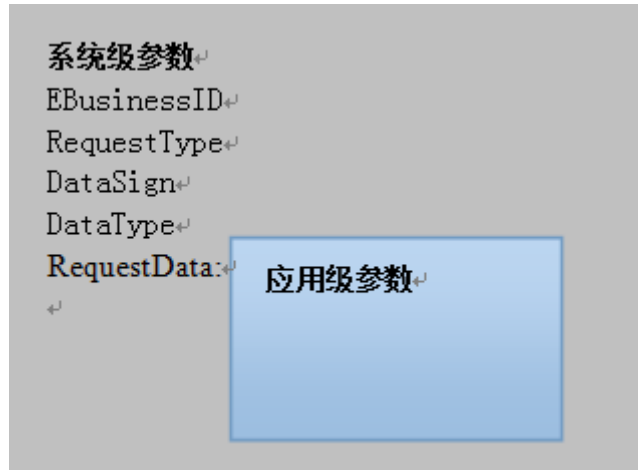 系统级参数
EBusinessID
RequestType
DataSign
DataType
RequestData:
应用级参数